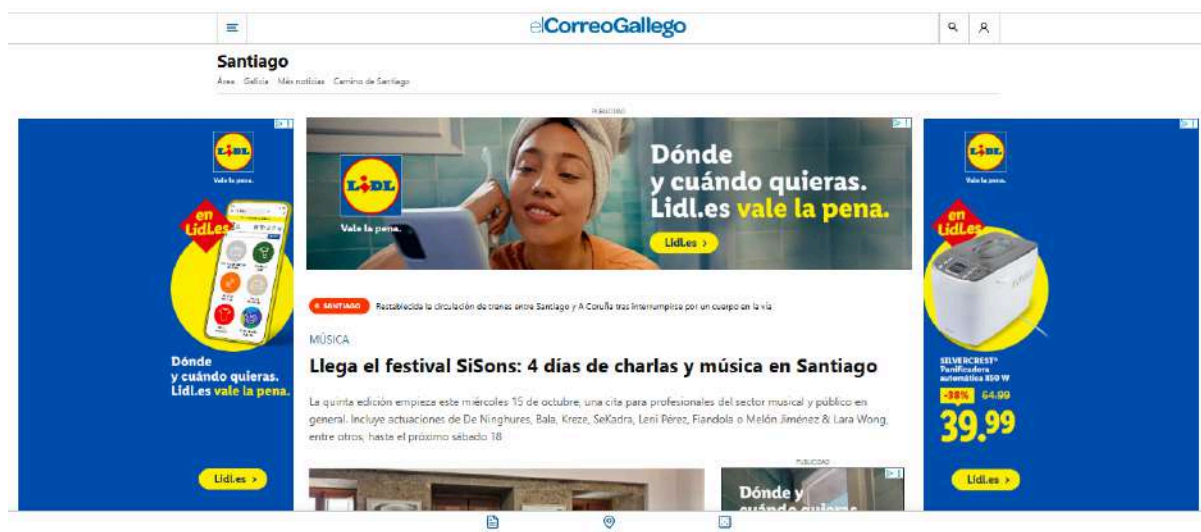 elCorreoGallego
Santiago
Área Galicia Más noticias Camino de Santiago
PUBLICIDAD
LIDL
Vale la pena.
en
Lidl.es
Dónde
y cuándo quieras.
Lidl.es vale la pena.
Lidl.es >
LIDL
Vale la pena.
Dónde
y cuándo quieras.
Lidl.es vale la pena.
Lidl.es >
LIDL
Vale la pena.
en
Lidl.es
SILVERCREST®
Panificadora
automática 850 W
-38% 64.99
39.99
Lidl.es >
SANTIAGO Restablecida la circulación de trenes entre Santiago y A Coruña tras interrumpirse por un cuerpo en la vía
MÚSICA
Llega el festival SiSons: 4 días de charlas y música en Santiago
La quinta edición empieza este miércoles 15 de octubre, una cita para profesionales del sector musical y público en
general. Incluye actuaciones de De Ninghures, Bala, Kreze, SeKadra, Leni Pérez, Fiandola o Melón Jiménez & Lara Wong,
entre otros, hasta el próximo sábado 18
PUBLICIDAD
Dónde y
cuándo quieras.